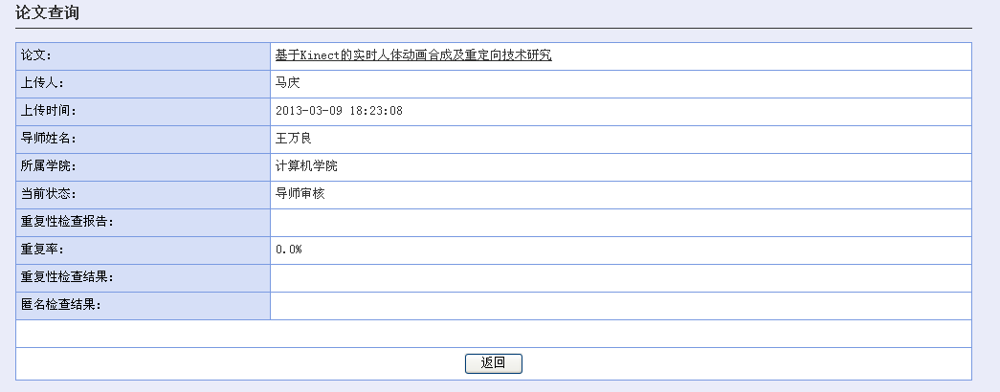 论文查询
论文: 基于Kinect的实时人体动画合成及重定向技术研究
上传人: 马庆
上传时间: 2013-03-09 18:23:08
导师姓名: 王万良
所属学院: 计算机学院
当前状态: 导师审核
重复性检查报告:
重复率: 0.0%
重复性检查结果:
匿名检查结果:
返回